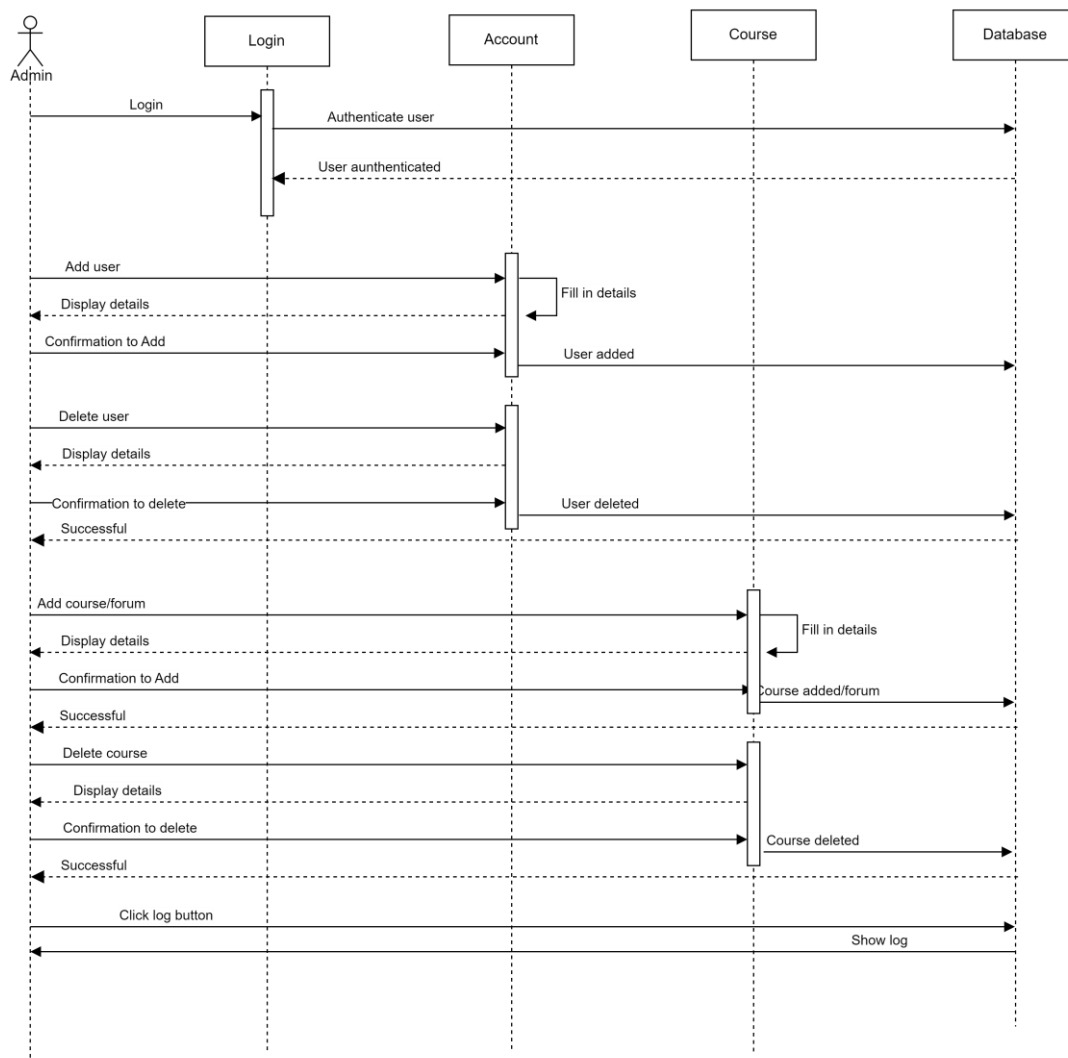 Login
Account
Course
Database
Admin
Login
Authenticate user
User aunthenticated
Add user
Fill in details
Display details
Confirmation to Add
User added
Delete user
Display details
Confirmation to delete
User deleted
Successful
Add course/forum
Fill in details
Display details
Confirmation to Add
Course added/forum
Successful
Delete course
Display details
Confirmation to delete
Course deleted
Successful
Click log button
Show log